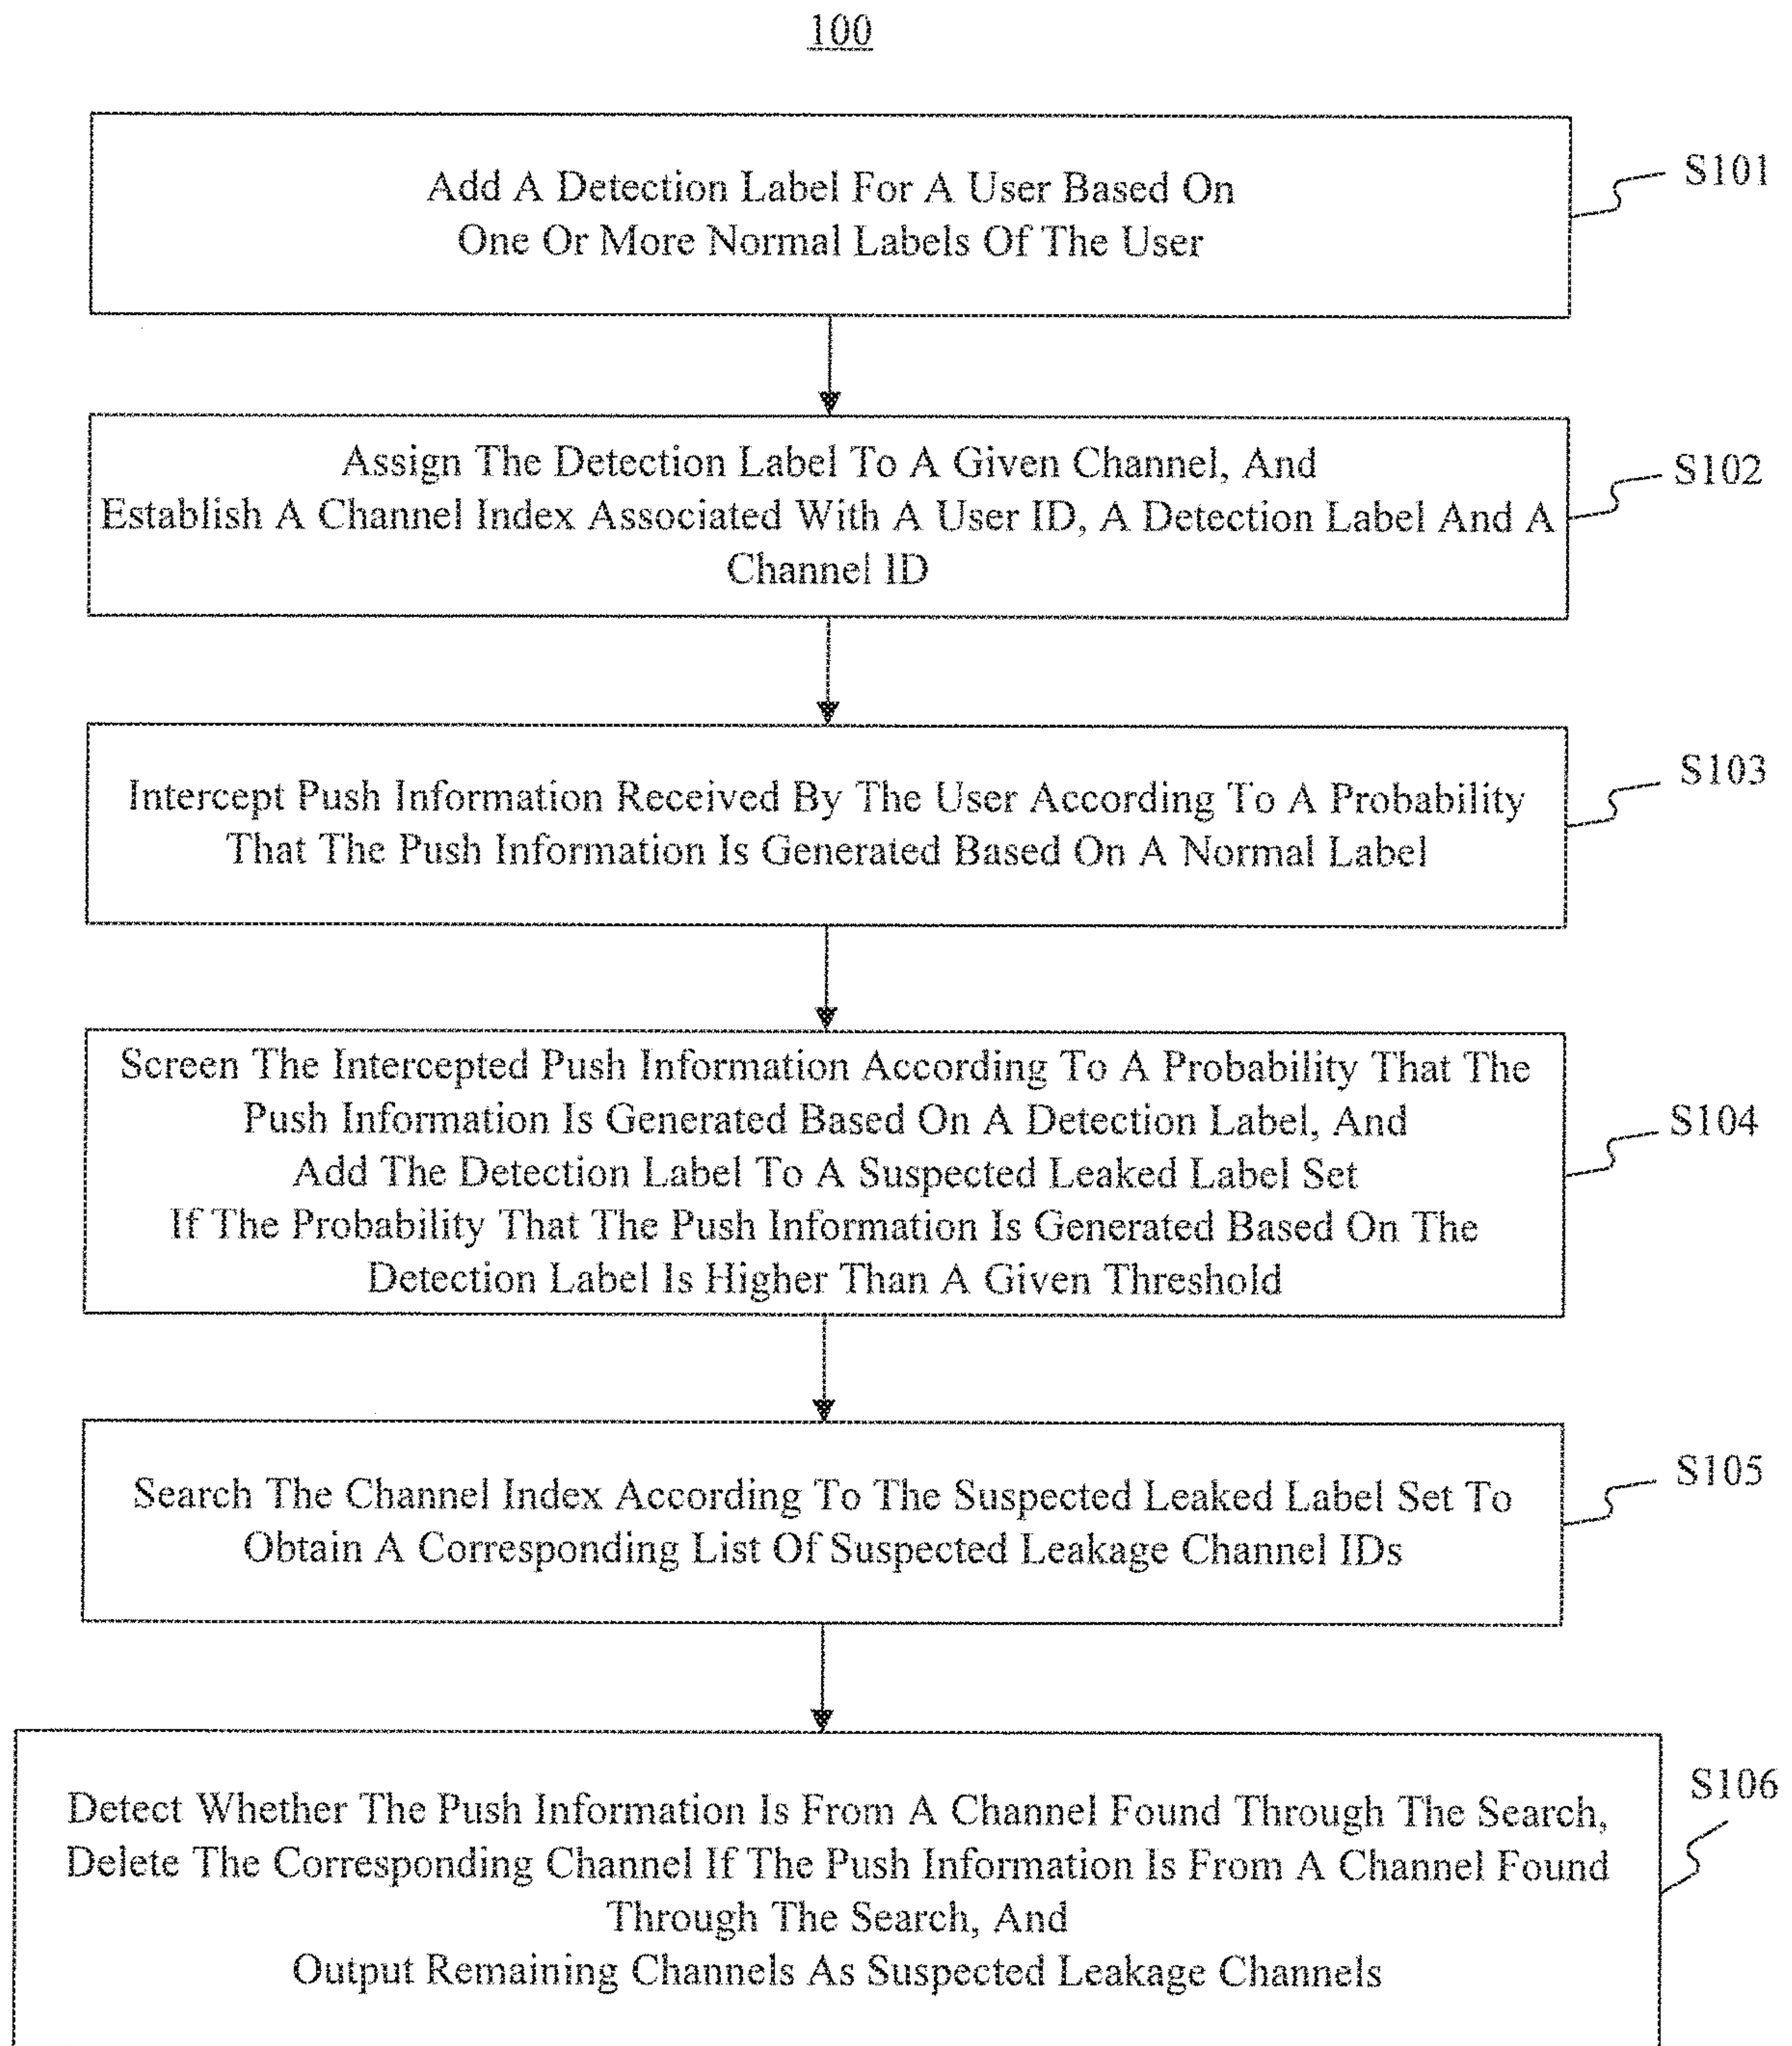 100
Add A Detection Label For A User Based On
One Or More Normal Labels Of The User
S101
Assign The Detection Label To A Given Channel, And
Establish A Channel Index Associated With A User ID, A Detection Label And A
Channel ID
S102
Intercept Push Information Received By The User According To A Probability
That The Push Information Is Generated Based On A Normal Label
S103
Screen The Intercepted Push Information According To A Probability That The
Push Information Is Generated Based On A Detection Label, And
Add The Detection Label To A Suspected Leaked Label Set
If The Probability That The Push Information Is Generated Based On The
Detection Label Is Higher Than A Given Threshold
S104
Search The Channel Index According To The Suspected Leaked Label Set To
Obtain A Corresponding List Of Suspected Leakage Channel IDs
S105
Detect Whether The Push Information Is From A Channel Found Through The Search,
Delete The Corresponding Channel If The Push Information Is From A Channel Found
Through The Search, And
Output Remaining Channels As Suspected Leakage Channels
S106